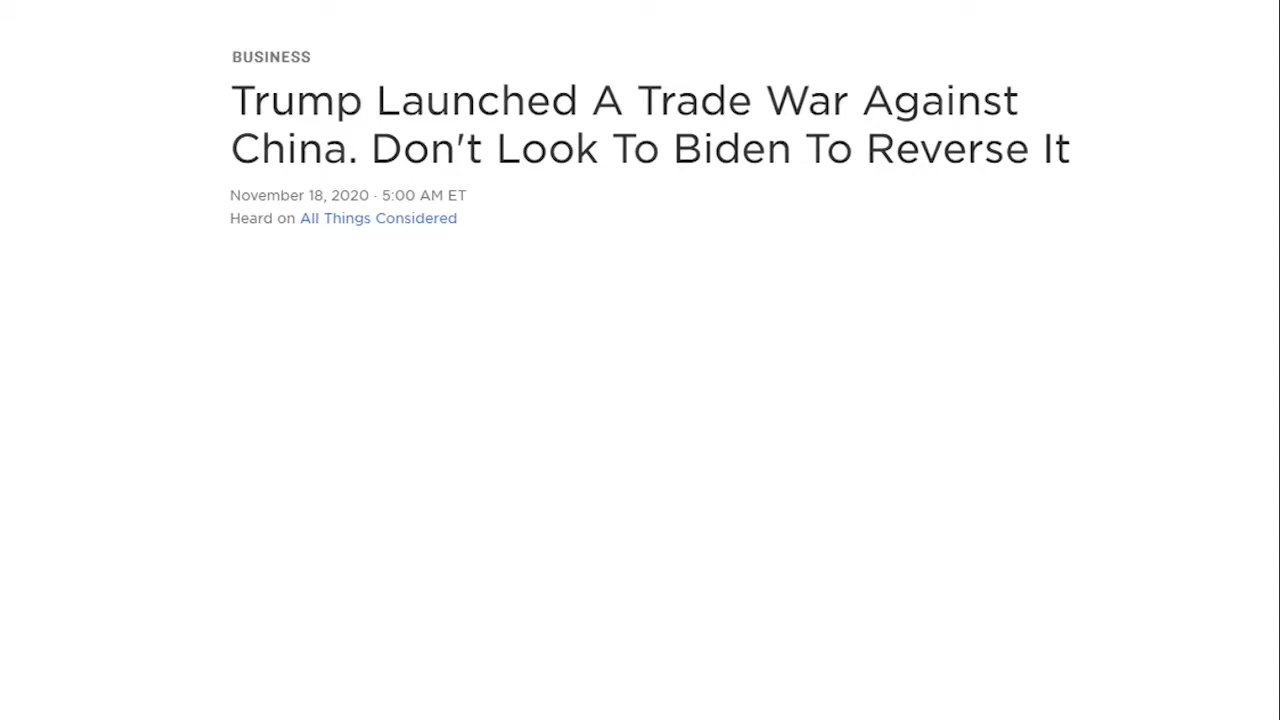 BUSINESS
Trump Launched A Trade War Against
China. Don't Look To Biden To Reverse It
November 18, 2020 · 5:00 AM ET
Heard on All Things Considered